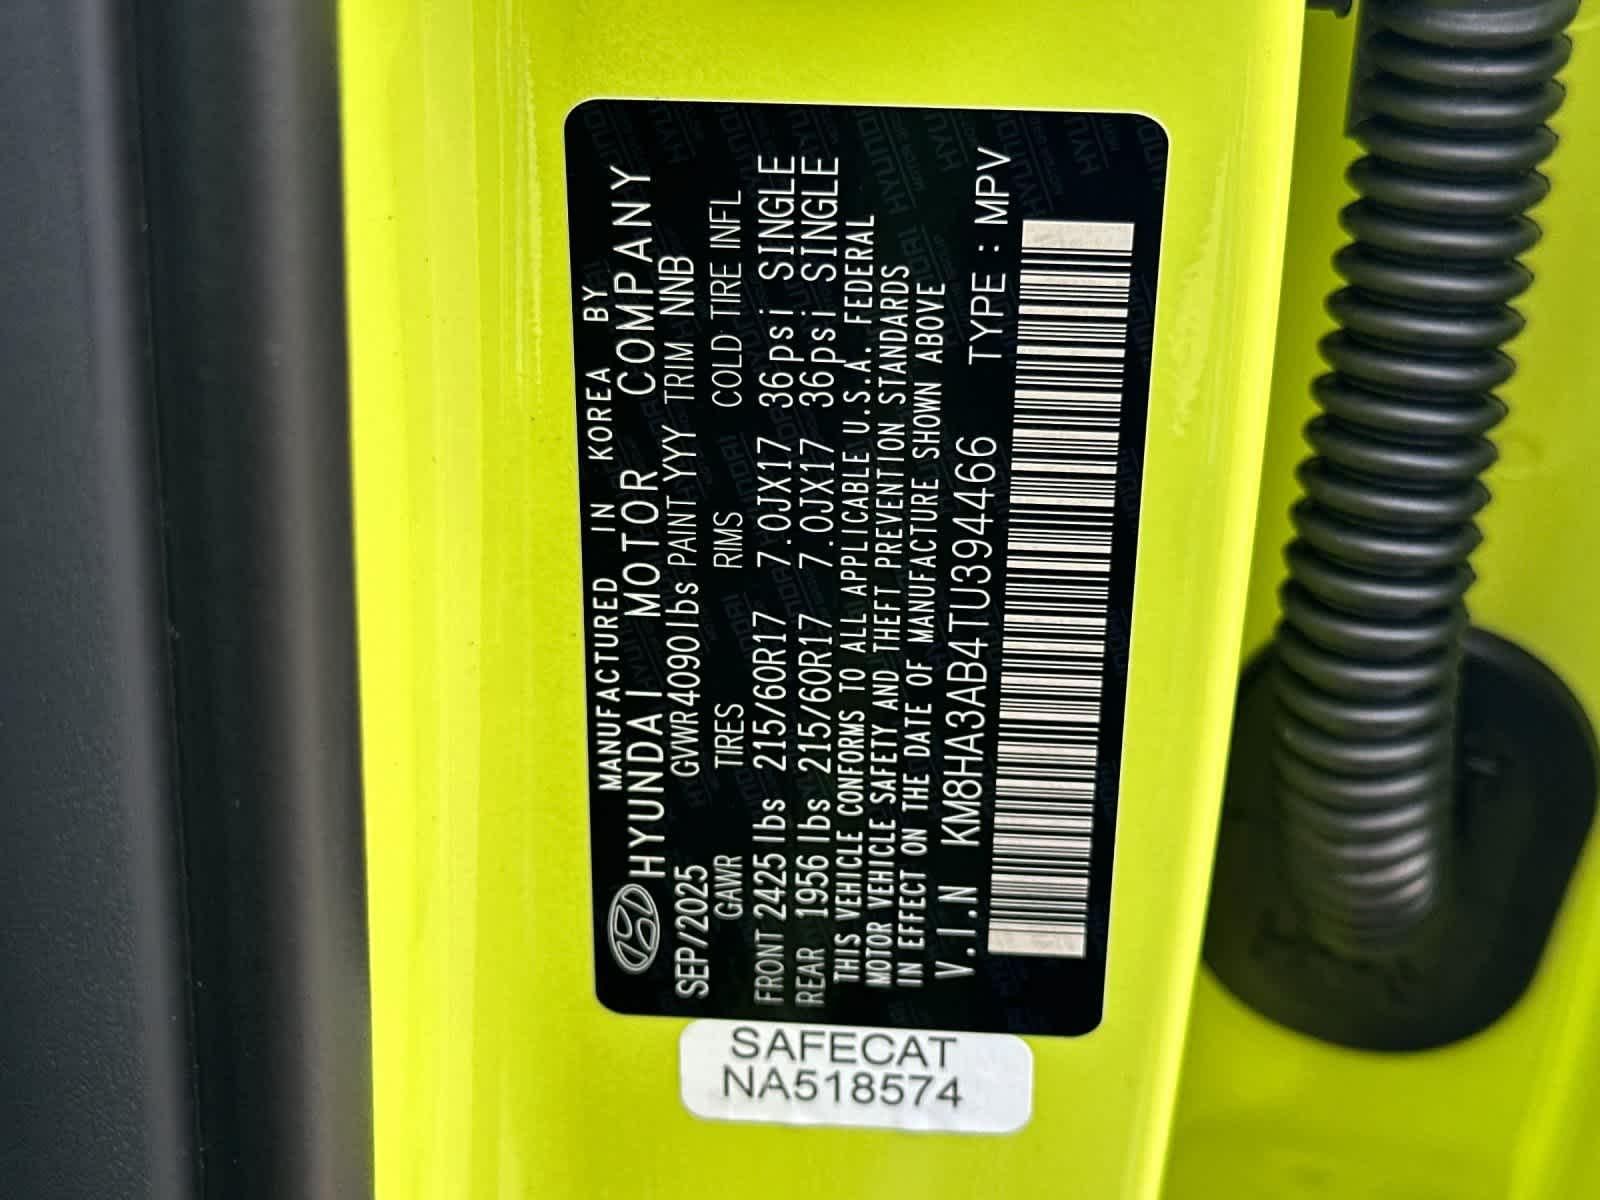 MANUFACTURED IN KOREA BY
HYUNDAI MOTOR COMPANY
SEP/2025 GVWR 4090lbs PAINT YYY TRIM NNB
GAWR TIRES RIMS COLD TIRE INFL
FRONT 2425 lbs 215/60R17 7.0JX17 36psi SINGLE
REAR 1956 lbs 215/60R17 7.0JX17 36psi SINGLE
THIS VEHICLE CONFORMS TO ALL APPLICABLE U.S.A. FEDERAL
MOTOR VEHICLE SAFETY AND THEFT PREVENTION STANDARDS
IN EFFECT ON THE DATE OF MANUFACTURE SHOWN ABOVE
V.I.N KM8HA3AB4TU394466 TYPE : MPV
SAFECAT
NA518574